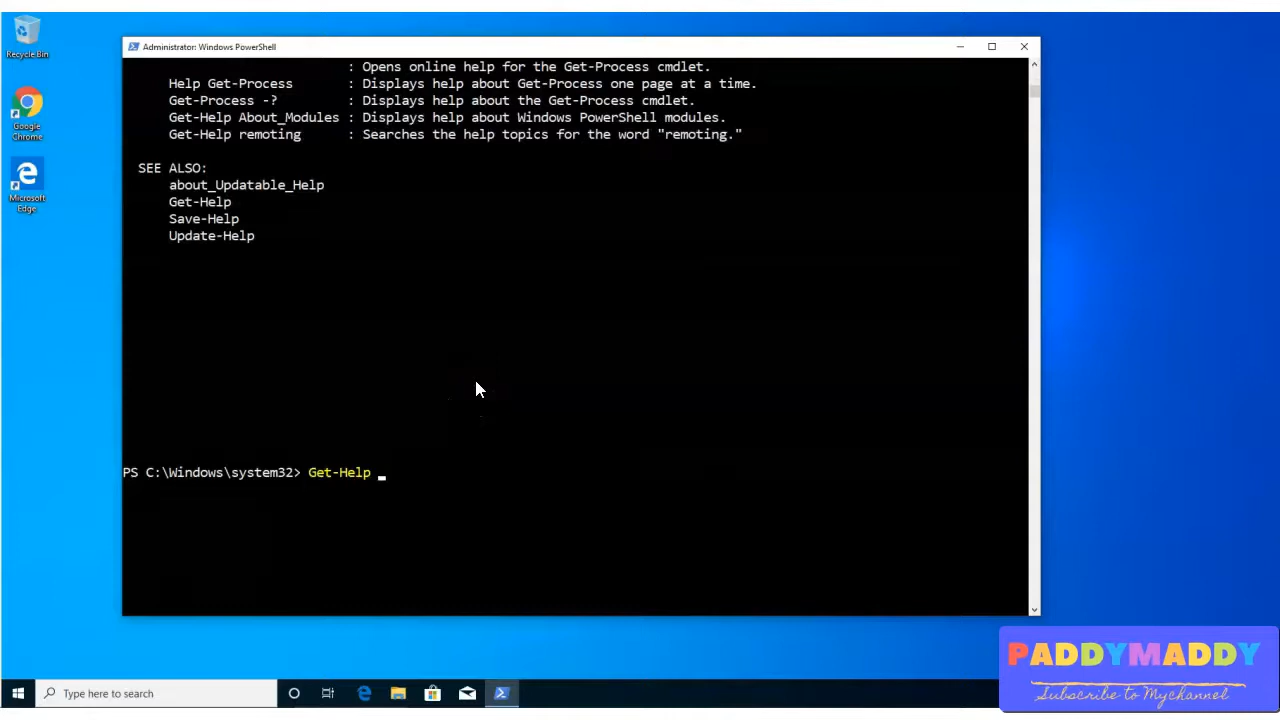 Recycle Bin
Google
Chrome
Microsoft
Edge
Administrator: Windows PowerShell
: Opens online help for the Get-Process cmdlet.
Help Get-Process : Displays help about Get-Process one page at a time.
Get-Process -? : Displays help about the Get-Process cmdlet.
Get-Help About_Modules : Displays help about Windows PowerShell modules.
Get-Help remoting : Searches the help topics for the word "remoting."
SEE ALSO:
about_Updatable_Help
Get-Help
Save-Help
Update-Help
PS C:\Windows\system32> Get-Help _
Type here to search
PADDYMADDY
Subscribe to Mychannel